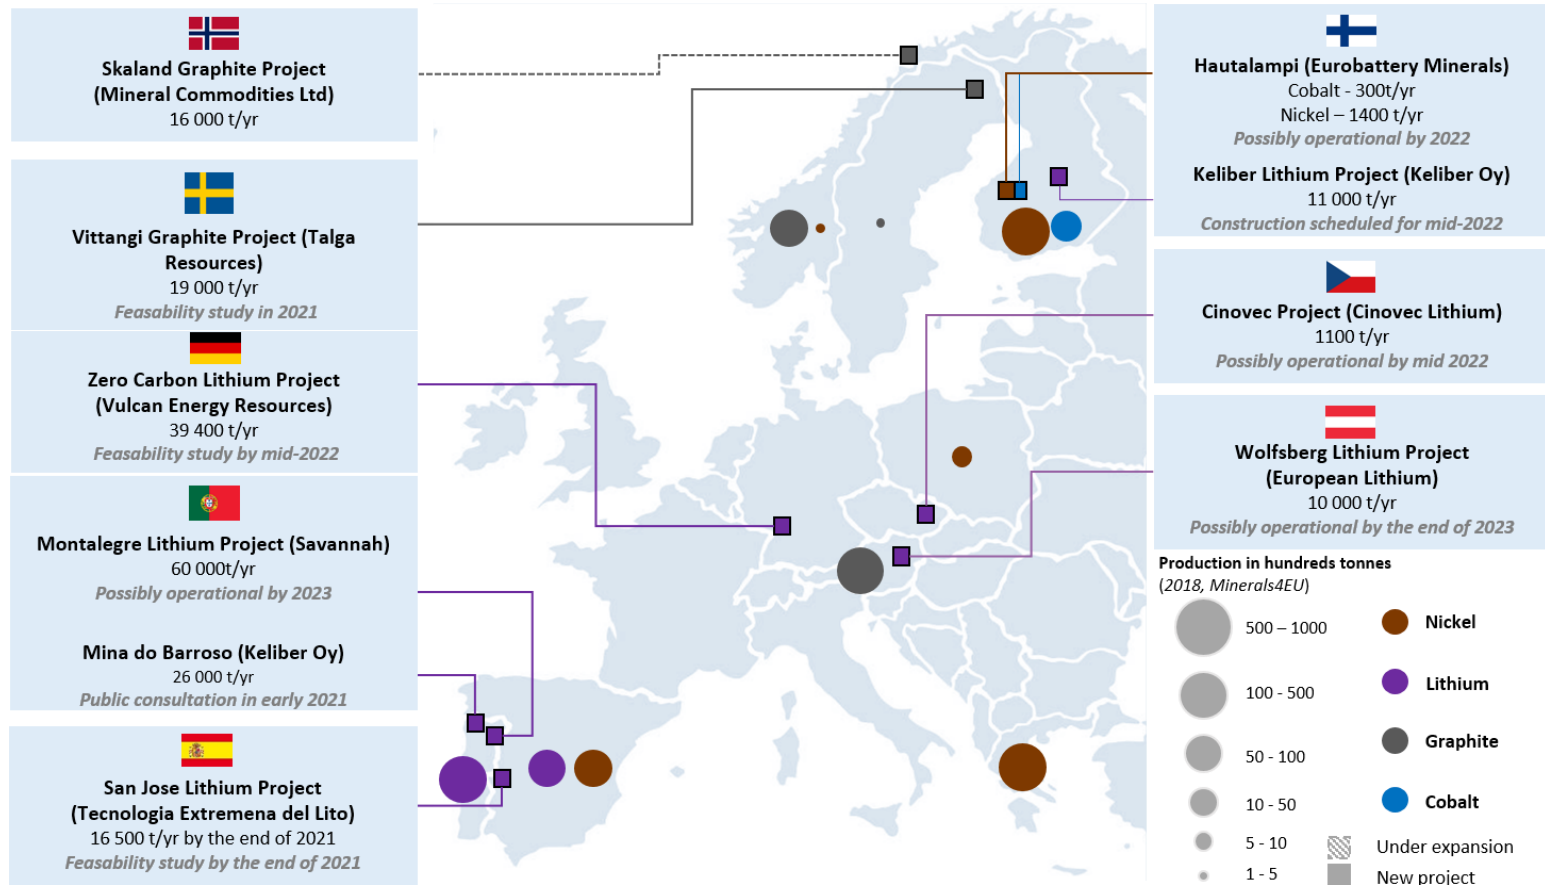 Skaland Graphite Project
(Mineral Commodities Ltd)
16 000 t/yr
Vittangi Graphite Project (Talga
Resources)
19 000 t/yr
Feasability study in 2021
Zero Carbon Lithium Project
(Vulcan Energy Resources)
39 400 t/yr
Feasability study by mid-2022
Montalegre Lithium Project (Savannah)
60 000t/yr
Possibly operational by 2023
Mina do Barroso (Keliber Oy)
26 000 t/yr
Public consultation in early 2021
San Jose Lithium Project
(Tecnologia Extremena del Lito)
16 500 t/yr by the end of 2021
Feasability study by the end of 2021
Hautalampi (Eurobattery Minerals)
Cobalt - 300t/yr
Nickel – 1400 t/yr
Possibly operational by 2022
Keliber Lithium Project (Keliber Oy)
11 000 t/yr
Construction scheduled for mid-2022
Cinovec Project (Cinovec Lithium)
1100 t/yr
Possibly operational by mid 2022
Wolfsberg Lithium Project
(European Lithium)
10 000 t/yr
Possibly operational by the end of 2023
Production in hundreds tonnes
(2018, Minerals4EU)
500 – 1000
100 - 500
50 - 100
10 - 50
5 - 10
1 - 5
Nickel
Lithium
Graphite
Cobalt
Under expansion
New project